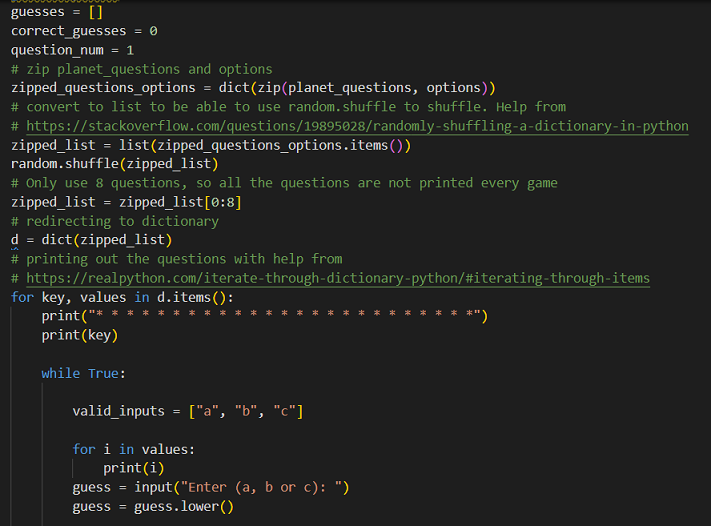 guesses = []
correct_guesses = 0
question_num = 1
# zip planet_questions and options
zipped_questions_options = dict(zip(planet_questions, options))
# convert to list to be able to use random.shuffle to shuffle. Help from
# https://stackoverflow.com/questions/19895028/randomly-shuffling-a-dictionary-in-python
zipped_list = list(zipped_questions_options.items())
random.shuffle(zipped_list)
# Only use 8 questions, so all the questions are not printed every game
zipped_list = zipped_list[0:8]
# redirecting to dictionary
d = dict(zipped_list)
# printing out the questions with help from
# https://realpython.com/iterate-through-dictionary-python/#iterating-through-items
for key, values in d.items():
    print("* * * * * * * * * * * * * * * * * * * * * * * * *")
    print(key)
    while True:
        valid_inputs = ["a", "b", "c"]
        for i in values:
            print(i)
        guess = input("Enter (a, b or c): ")
        guess = guess.lower()